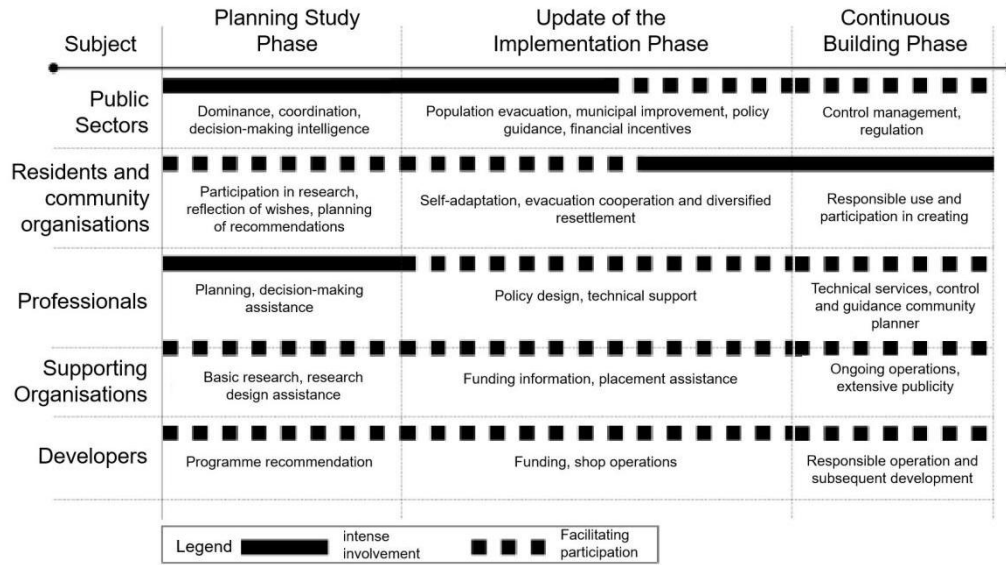 Subject
Planning Study
Phase
Update of the
Implementation Phase
Continuous
Building Phase
Public
Sectors
Dominance, coordination,
decision-making intelligence
Population evacuation, municipal improvement, policy
guidance, financial incentives
Control management,
regulation
Residents and
community
organisations
Participation in research,
reflection of wishes, planning
of recommendations
Self-adaptation, evacuation cooperation and diversified
resettlement
Responsible use and
participation in creating
Professionals
Planning, decision-making
assistance
Policy design, technical support
Technical services, control
and guidance community
planner
Supporting
Organisations
Basic research, research
design assistance
Funding information, placement assistance
Ongoing operations,
extensive publicity
Developers
Programme recommendation
Funding, shop operations
Responsible operation and
subsequent development
Legend
intense
involvement
Facilitating
participation